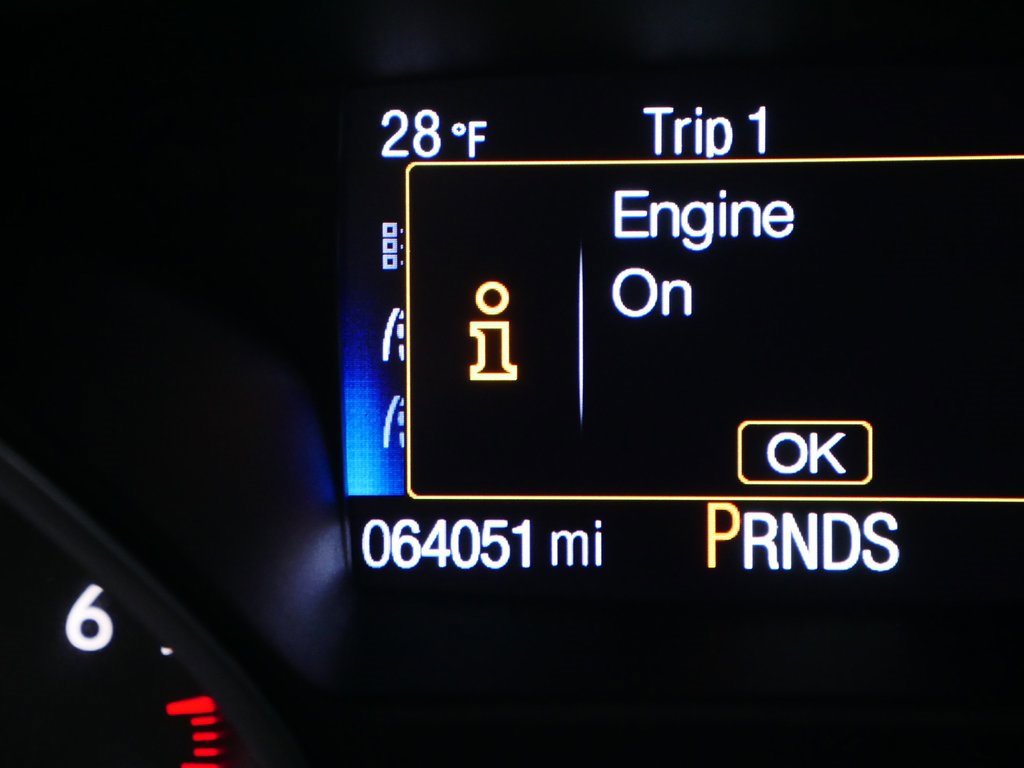 28 °F Trip 1
Engine
On
i
OK
064051 mi PRNDS
6